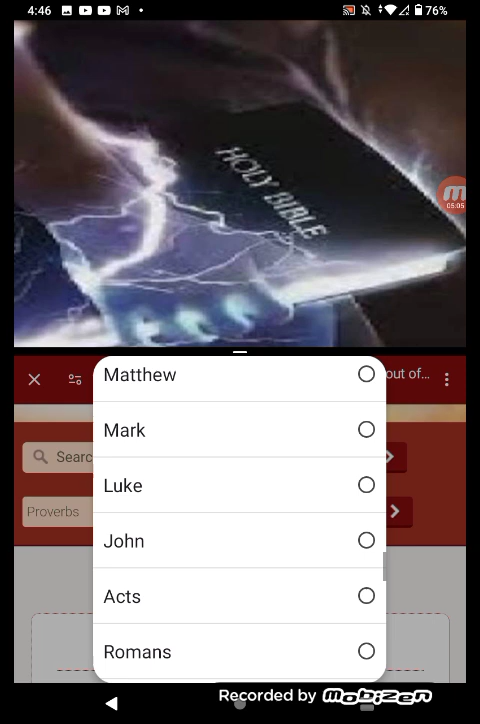 4:46
76%
HOLY BIBLE
05:05
out of…
Searc
Proverbs
Matthew
Mark
Luke
John
Acts
Romans
Recorded by Mobizen